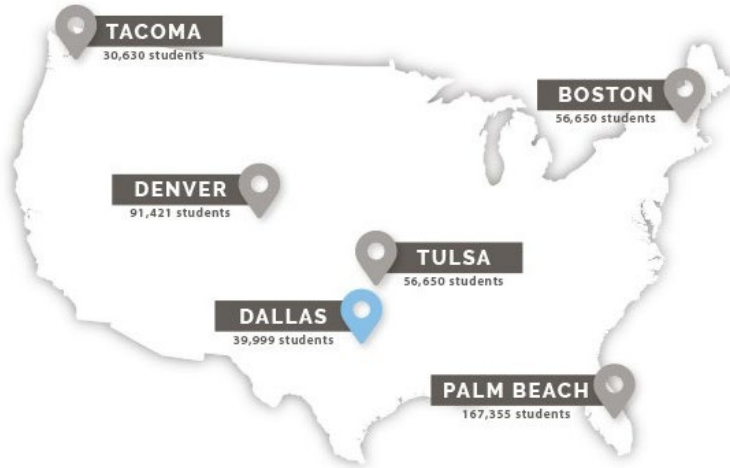 TACOMA
30,630 students
BOSTON
56,650 students
DENVER
91,421 students
TULSA
56,650 students
DALLAS
39,999 students
PALM BEACH
167,355 students